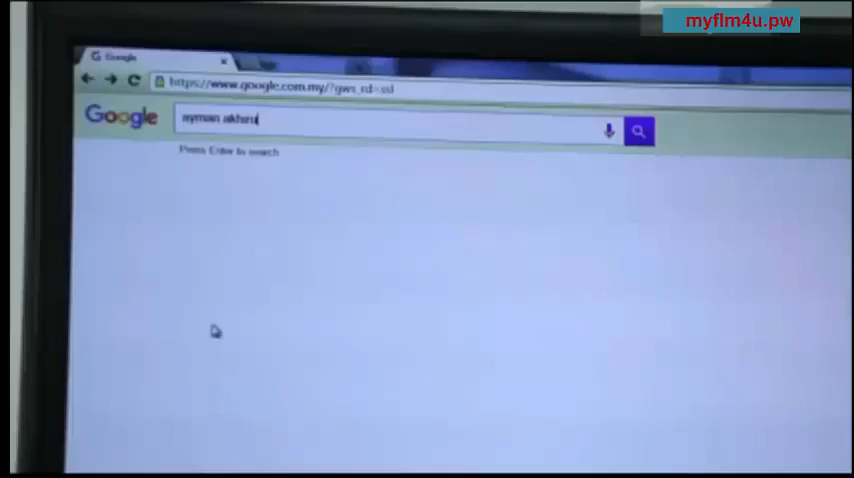 myflm4u.pw
Google
https://www.google.com.my/?gws_rd=ssl
Google
ayman akhiru
Press Enter to search